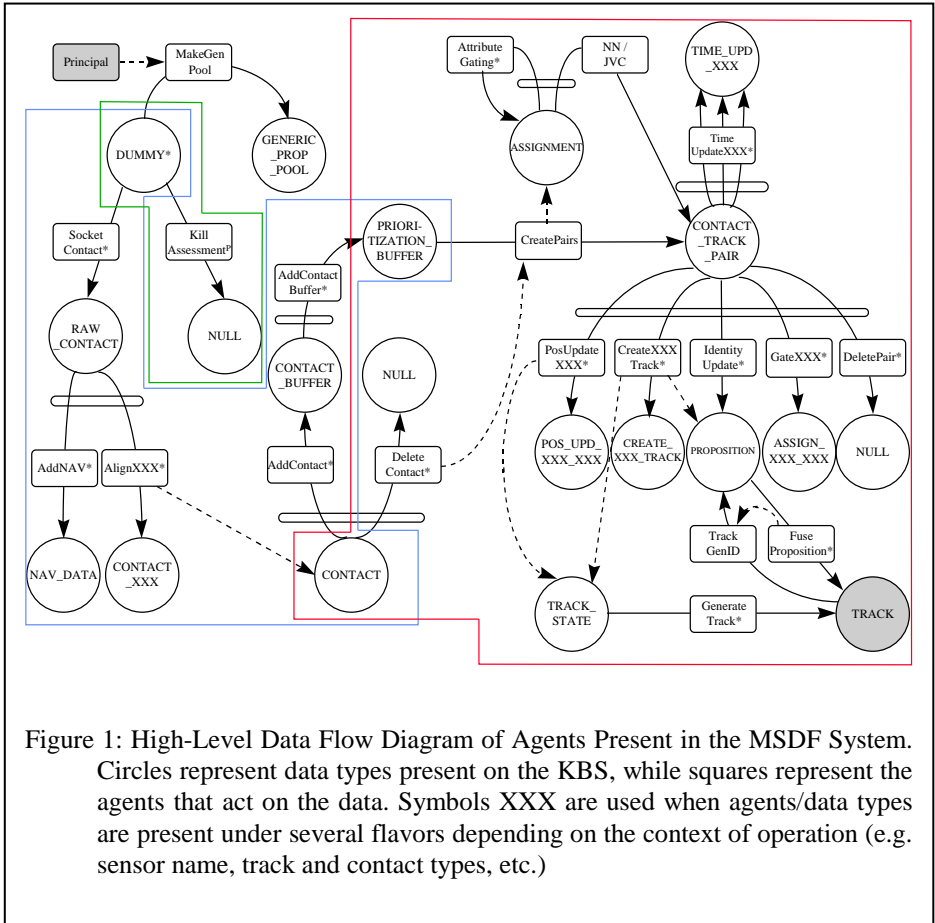 Principal
MakeGen
Pool
Attribute
Gating*
NN /
JVC
TIME_UPD
_XXX
DUMMY*
GENERIC
_PROP
_POOL
ASSIGNMENT
Time
UpdateXXX*
Socket
Contact*
Kill
Assessmentᴾ
PRIORI-
TIZATION_
BUFFER
CreatePairs
CONTACT
_TRACK
_PAIR
AddContact
Buffer*
RAW
_CONTACT
NULL
CONTACT
_BUFFER
NULL
PosUpdate
XXX*
CreateXXX
Track*
Identity
Update*
GateXXX*
DeletePair*
AddNAV*
AlignXXX*
AddContact*
Delete
Contact*
POS_UPD_
XXX_XXX
CREATE_
XXX_TRACK
PROPOSITION
ASSIGN_
XXX_XXX
NULL
Track
GenID
Fuse
Proposition*
NAV_DATA
CONTACT
_XXX
CONTACT
TRACK_
STATE
Generate
Track*
TRACK
Figure 1: High-Level Data Flow Diagram of Agents Present in the MSDF System.
Circles represent data types present on the KBS, while squares represent the
agents that act on the data. Symbols XXX are used when agents/data types
are present under several flavors depending on the context of operation (e.g.
sensor name, track and contact types, etc.)